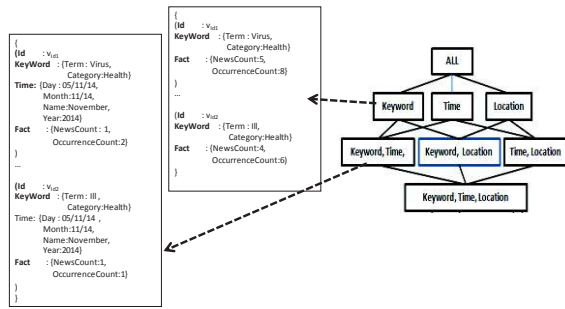 {
(Id : vid1
KeyWord : {Term : Virus,
Category:Health}
Time: {Day : 05/11/14,
Month:11/14,
Name:November,
Year:2014}
Fact : {NewsCount : 1,
OccurrenceCount:2}
)
...
(Id : vid2
KeyWord : {Term : Ill ,
Category:Health}
Time: {Day : 05/11/14 ,
Month:11/14,
Name:November,
Year:2014}
Fact : {NewsCount:1,
OccurrenceCount:1}
)
}
{
(Id : vid1
KeyWord : {Term : Virus,
Category:Health}
Fact : {NewsCount:5,
OccurrenceCount:8}
)
...
(Id : vid2
KeyWord : {Term : Ill,
Category:Health}
Fact : {NewsCount:4,
OccurrenceCount:6}
)
ALL
Keyword Time Location
Keyword, Time, Keyword, Location Time, Location
Keyword, Time, Location